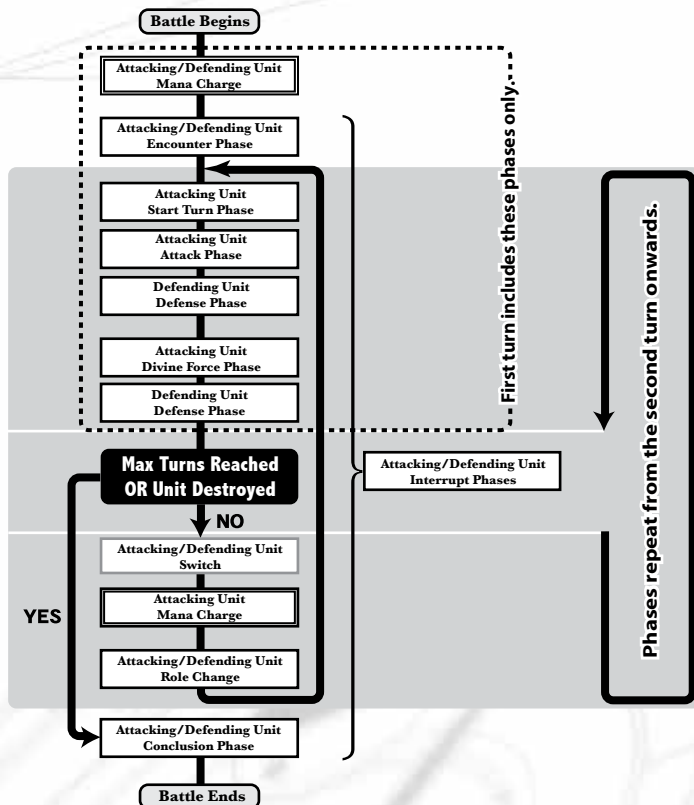 Battle Begins
Attacking/Defending Unit
Mana Charge
Attacking/Defending Unit
Encounter Phase
Attacking Unit
Start Turn Phase
Attacking Unit
Attack Phase
Defending Unit
Defense Phase
Attacking Unit
Divine Force Phase
Defending Unit
Defense Phase
First turn includes these phases only.
Max Turns Reached
OR Unit Destroyed
Attacking/Defending Unit
Interrupt Phases
NO
Attacking/Defending Unit
Switch
YES
Attacking Unit
Mana Charge
Attacking/Defending Unit
Role Change
Phases repeat from the second turn onwards.
Attacking/Defending Unit
Conclusion Phase
Battle Ends